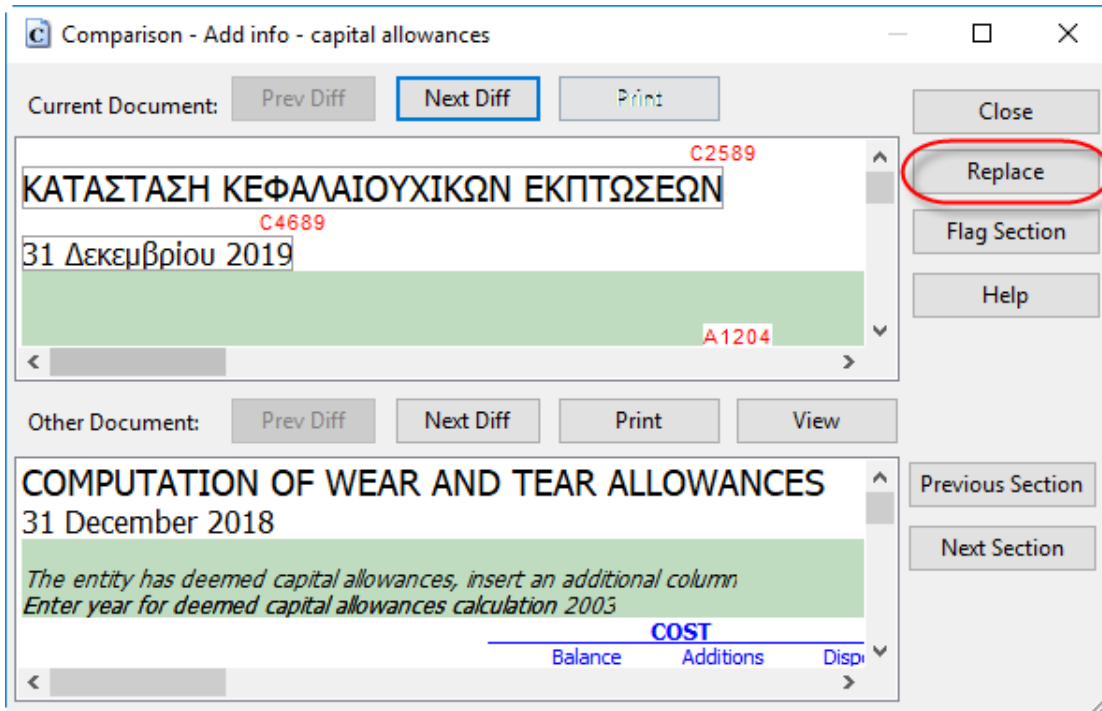 Comparison - Add info - capital allowances
Current Document: Prev Diff Next Diff Print
Close
Replace
Flag Section
Help
C2589
ΚΑΤΑΣΤΑΣΗ ΚΕΦΑΛΑΙΟΥΧΙΚΩΝ ΕΚΠΤΩΣΕΩΝ
C4689
31 Δεκεμβρίου 2019
A1204
Other Document: Prev Diff Next Diff Print View
COMPUTATION OF WEAR AND TEAR ALLOWANCES
31 December 2018
The entity has deemed capital allowances, insert an additional column
Enter year for deemed capital allowances calculation 2003
COST
Balance Additions Dispo
Previous Section
Next Section